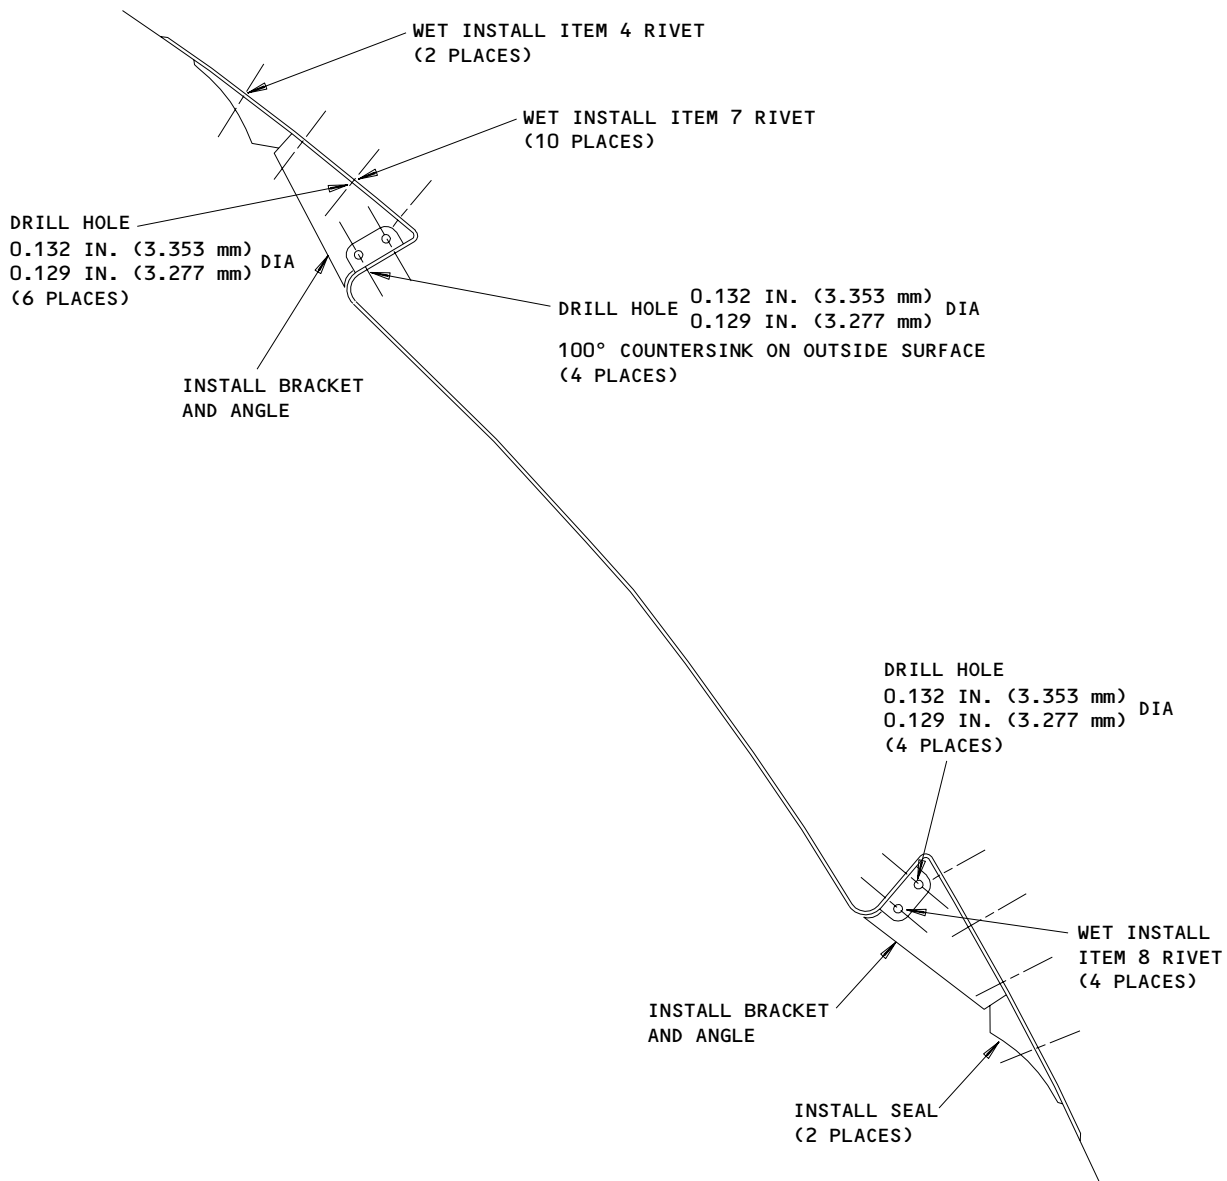 WET INSTALL ITEM 4 RIVET
(2 PLACES)
WET INSTALL ITEM 7 RIVET
(10 PLACES)
DRILL HOLE
0.132 IN. (3.353 mm)
0.129 IN. (3.277 mm) DIA
(6 PLACES)
DRILL HOLE 0.132 IN. (3.353 mm)
0.129 IN. (3.277 mm) DIA
100° COUNTERSINK ON OUTSIDE SURFACE
(4 PLACES)
INSTALL BRACKET
AND ANGLE
DRILL HOLE
0.132 IN. (3.353 mm)
0.129 IN. (3.277 mm) DIA
(4 PLACES)
WET INSTALL
ITEM 8 RIVET
(4 PLACES)
INSTALL BRACKET
AND ANGLE
INSTALL SEAL
(2 PLACES)